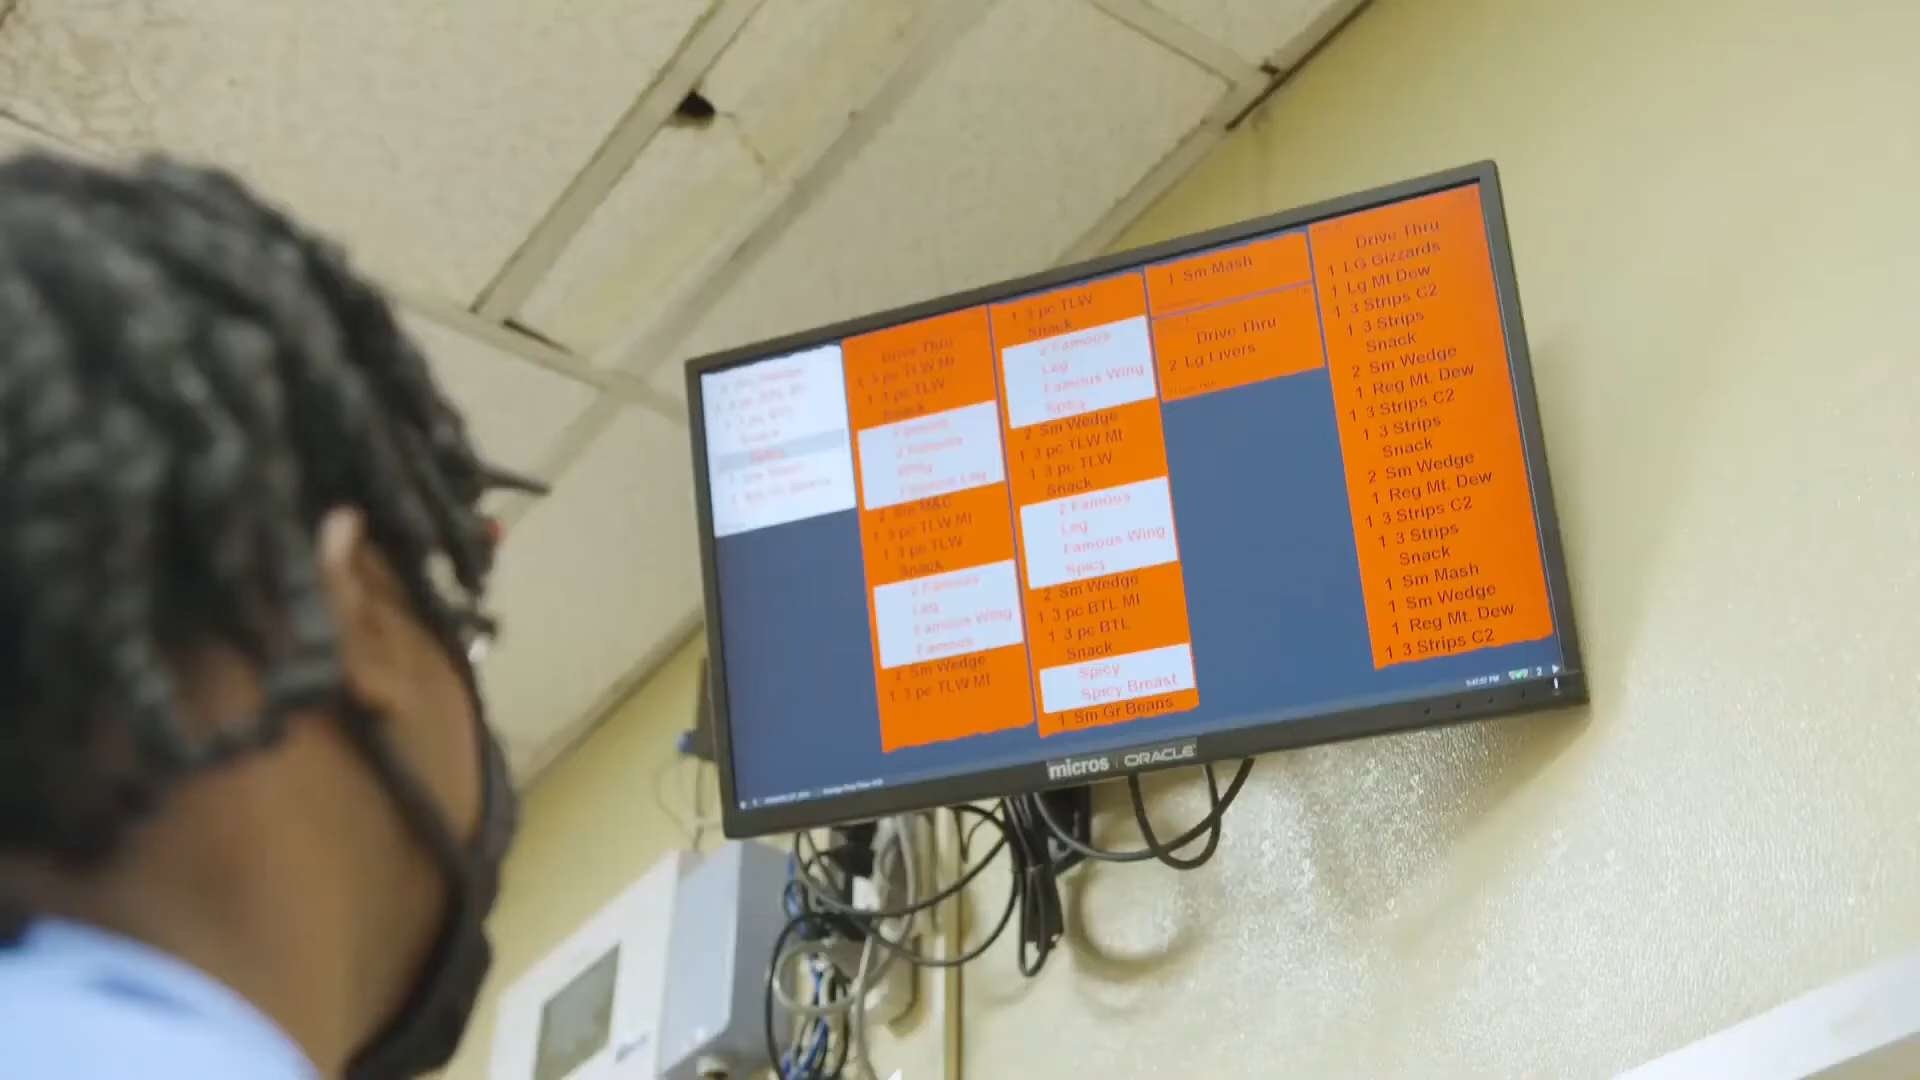 Snack
Drive Thru
1 3 pc TLW MI
1 3 pc TLW
Snack
2 Famous
Wing
Famous Leg
2 Sm M&C
1 3 pc TLW MI
1 3 pc TLW
Snack
2 Famous
Leg
Famous Wing
Famous
2 Sm Wedge
1 3 pc TLW MI
1 3 pc TLW
Snack
2 Famous
Leg
Famous Wing
Spicy
2 Sm Wedge
1 3 pc TLW MI
1 3 pc TLW
Snack
2 Famous
Leg
Famous Wing
Spicy
2 Sm Wedge
1 3 pc BTL MI
1 3 pc BTL
Snack
Spicy
Spicy Breast
1 Sm Gr Beans
1 Sm Mash
Drive Thru
2 Lg Livers
Drive Thru
1 LG Gizzards
1 Lg Mt Dew
1 3 Strips C2
1 3 Strips
Snack
2 Sm Wedge
1 Reg Mt. Dew
1 3 Strips C2
1 3 Strips
Snack
2 Sm Wedge
1 Reg Mt. Dew
1 3 Strips C2
1 3 Strips
Snack
1 Sm Mash
1 Sm Wedge
1 Reg Mt. Dew
1 3 Strips C2
micros | ORACLE